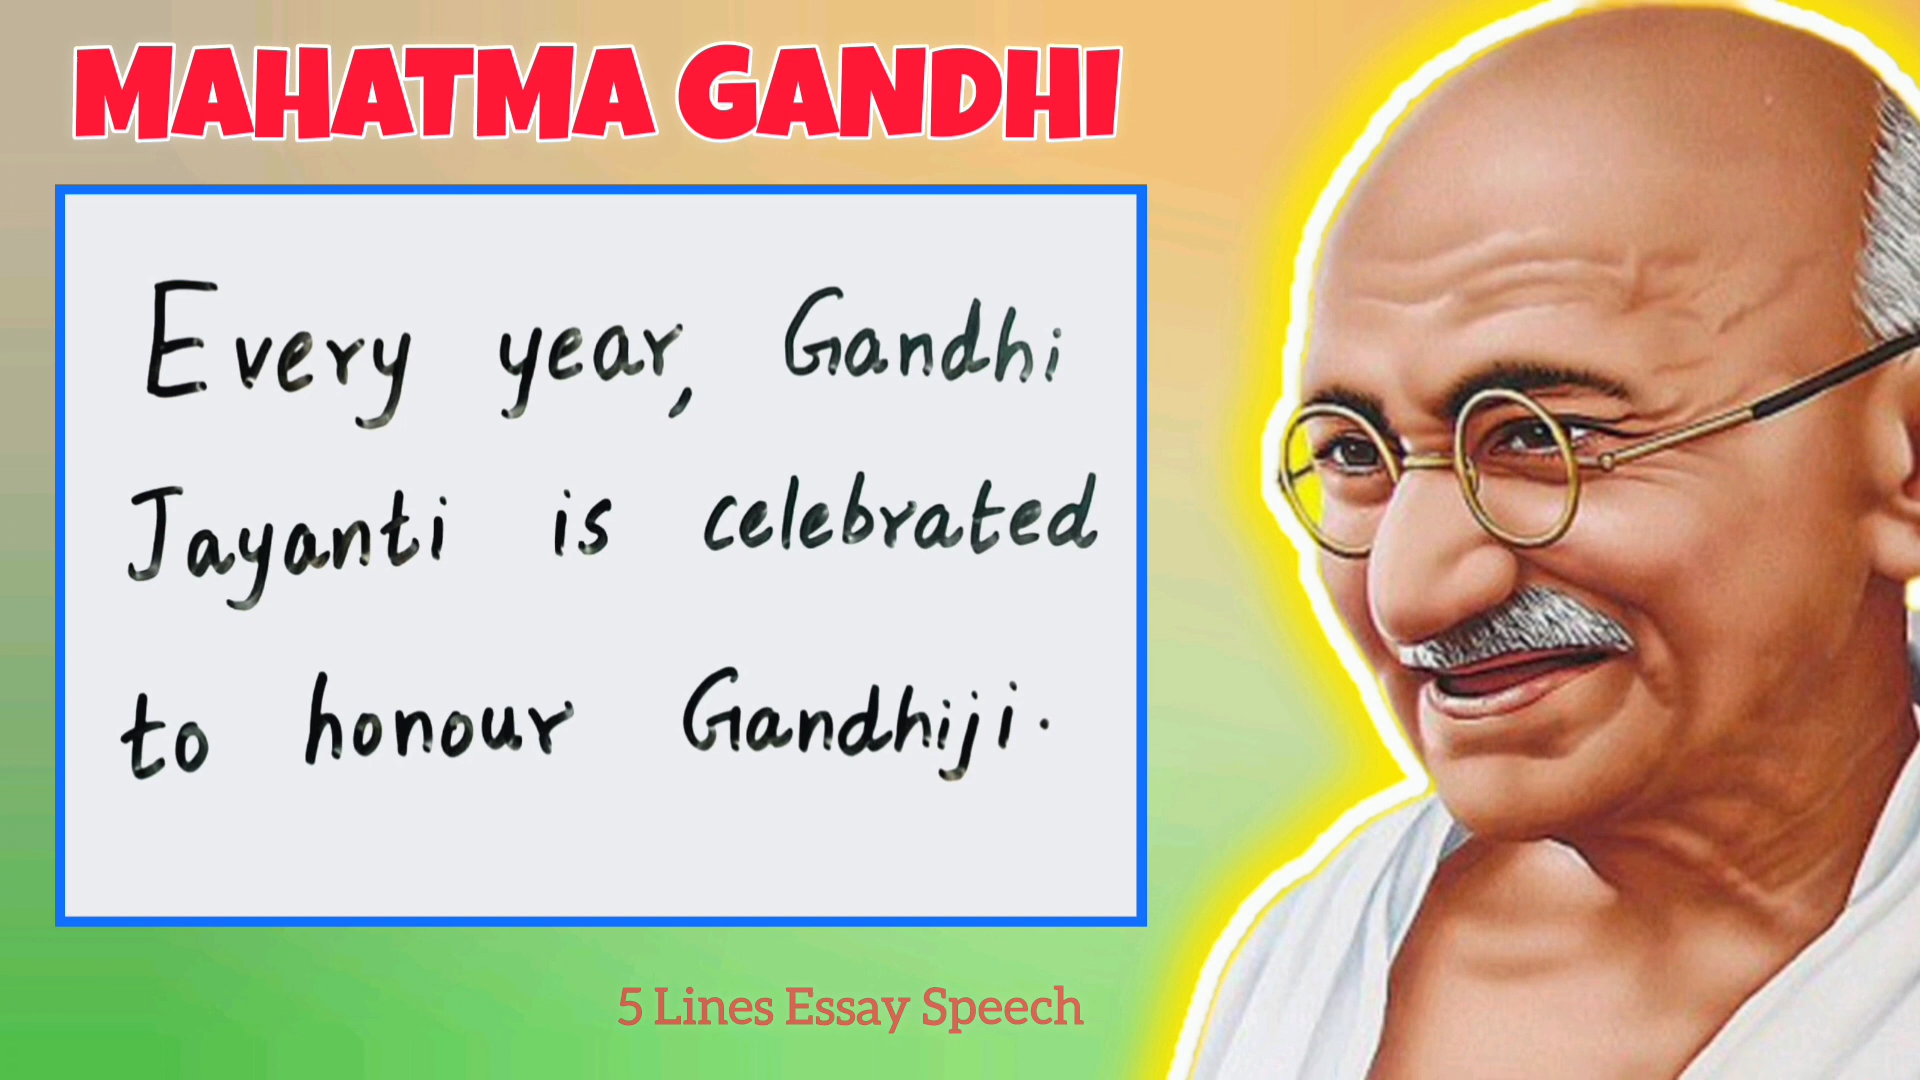 MAHATMA GANDHI
Every year, Gandhi
Jayanti is celebrated
to honour Gandhiji.
5 Lines Essay Speech